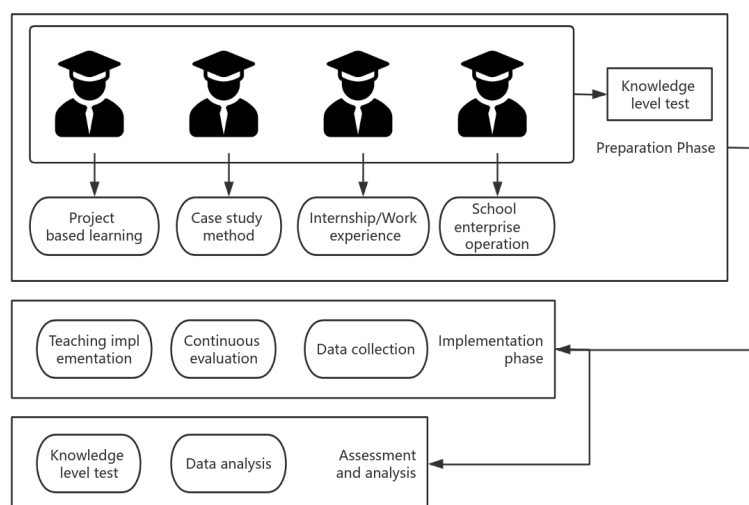 Knowledge
level test
Preparation Phase
Project
based learning
Case study
method
Internship/Work
experience
School
enterprise
operation
Teaching impl
ementation
Continuous
evaluation
Data collection
Implementation
phase
Knowledge
level test
Data analysis
Assessment
and analysis